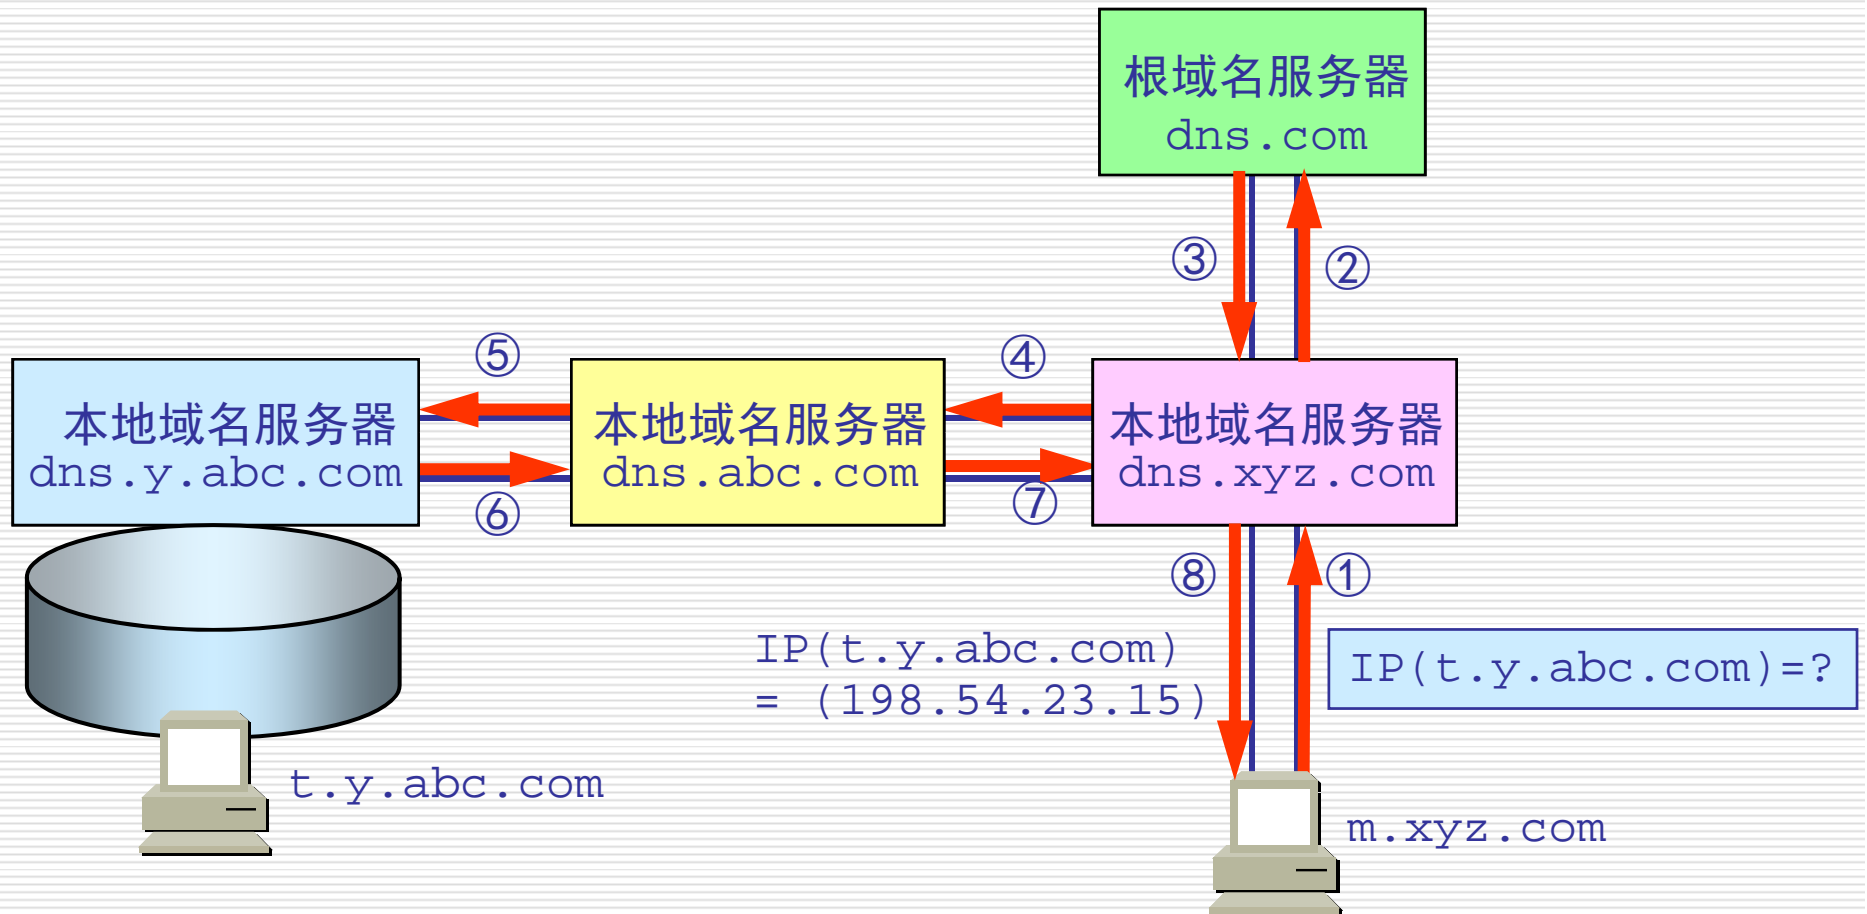 根域名服务器
dns.com
③
②
⑤
④
本地域名服务器
dns.y.abc.com
本地域名服务器
dns.abc.com
本地域名服务器
dns.xyz.com
⑥
⑦
⑧
①
IP(t.y.abc.com)
= (198.54.23.15)
IP(t.y.abc.com)=?
t.y.abc.com
m.xyz.com